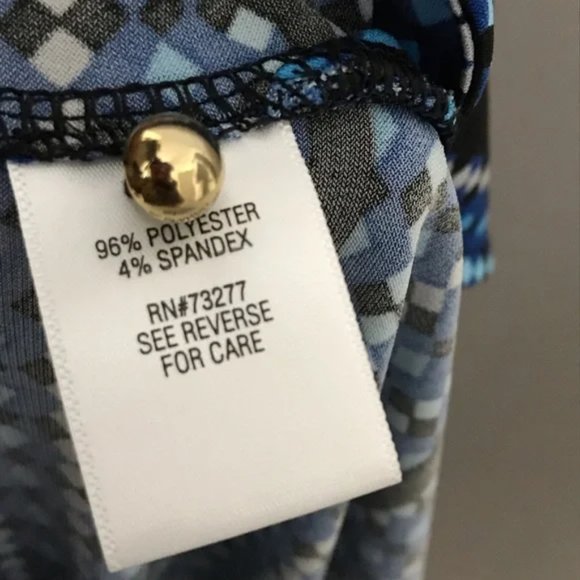 96% POLYESTER
4% SPANDEX
RN#73277
SEE REVERSE
FOR CARE